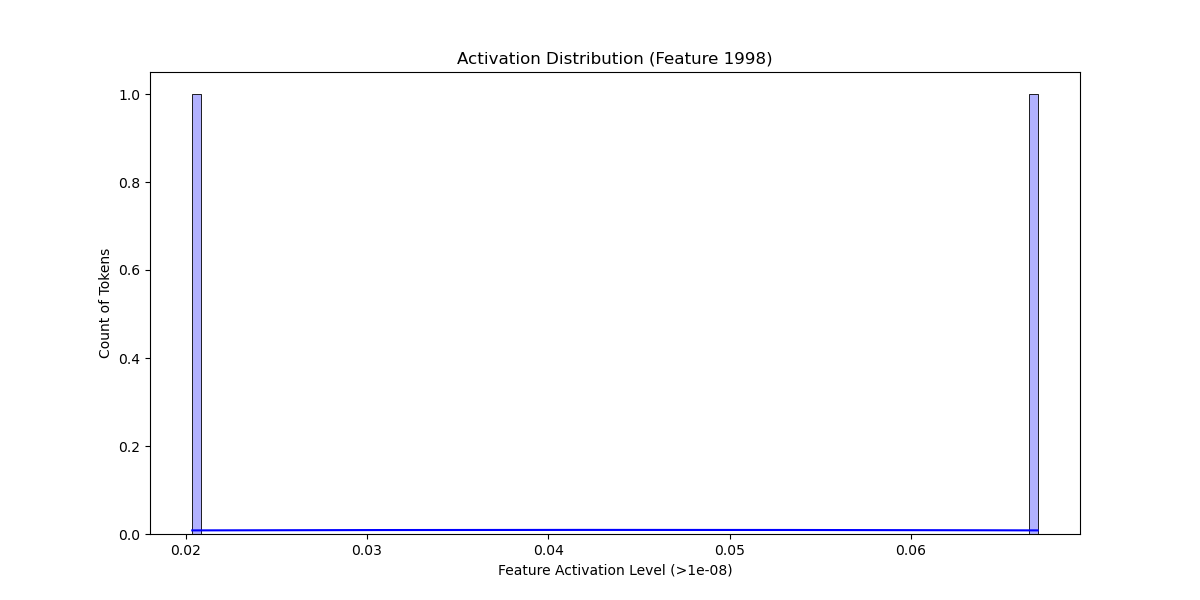 Activation Distribution (Feature 1998)
Count of Tokens
1.0
0.8
0.6
0.4
0.2
0.0
0.02 0.03 0.04 0.05 0.06
Feature Activation Level (>1e-08)